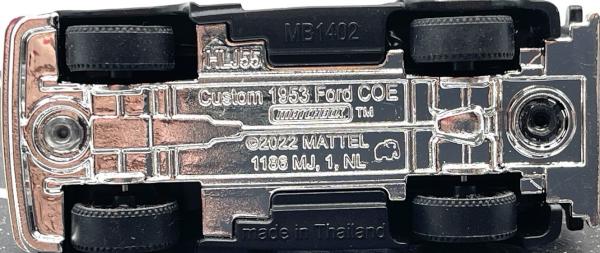 MB1402
HLJ55
Custom 1953 Ford COE
MATCHBOX TM
©2022 MATTEL
1186 MJ, 1, NL
made in Thailand